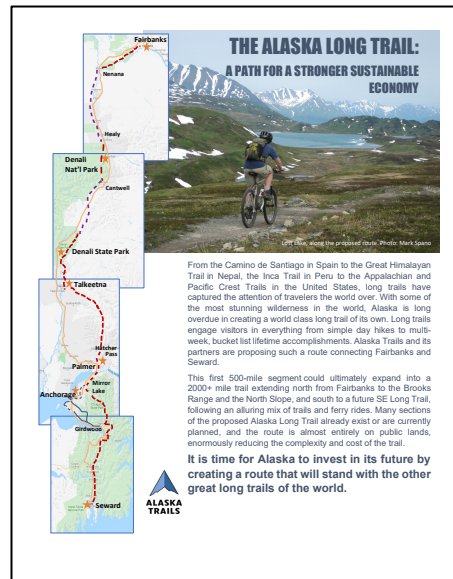 THE ALASKA LONG TRAIL:
A PATH FOR A STRONGER SUSTAINABLE
ECONOMY
Fairbanks
Nenana
Healy
Denali
Nat'l Park
Cantwell
Denali State Park
Talkeetna
Hatcher
Pass
Palmer
Mirror
Lake
Anchorage
Girdwood
Seward
Lost Lake, along the proposed route. Photo: Mark Spano
From the Camino de Santiago in Spain to the Great Himalayan
Trail in Nepal, the Inca Trail in Peru to the Appalachian and
Pacific Crest Trails in the United States, long trails have
captured the attention of travelers the world over. With some of
the most stunning wilderness in the world, Alaska is long
overdue in creating a world class long trail of its own. Long trails
engage visitors in everything from simple day hikes to multi-
week, bucket list lifetime accomplishments. Alaska Trails and its
partners are proposing such a route connecting Fairbanks and
Seward.
This first 500-mile segment could ultimately expand into a
2000+ mile trail extending north from Fairbanks to the Brooks
Range and the North Slope, and south to a future SE Long Trail,
following an alluring mix of trails and ferry rides. Many sections
of the proposed Alaska Long Trail already exist or are currently
planned, and the route is almost entirely on public lands,
enormously reducing the complexity and cost of the trail.
It is time for Alaska to invest in its future by
creating a route that will stand with the other
great long trails of the world.
ALASKA
TRAILS